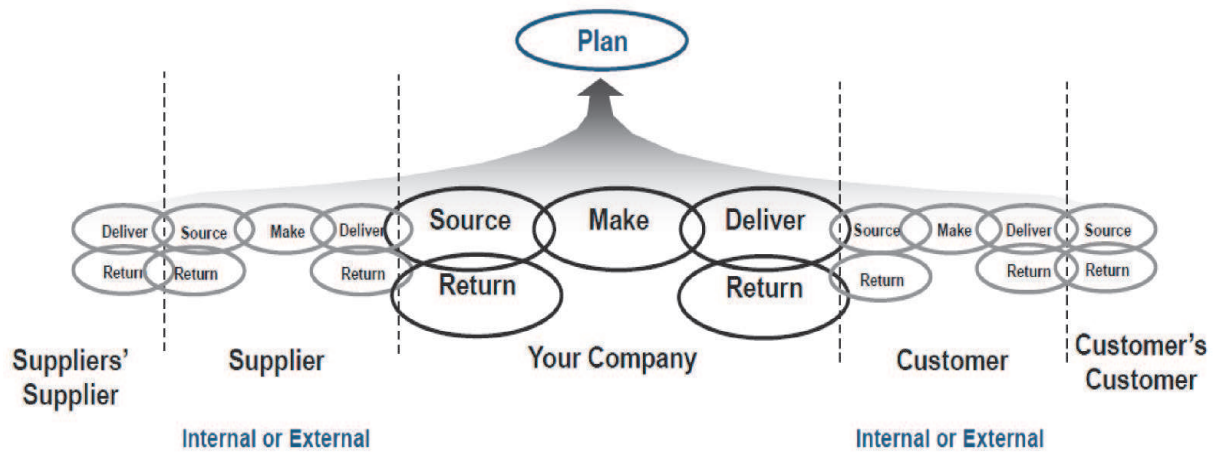 Plan
Deliver Source Make Deliver Source Make Deliver Source Make Deliver Source
Return Return Return Return Return Return Return Return
Suppliers'
Supplier
Supplier
Your Company
Customer
Customer's
Customer
Internal or External
Internal or External